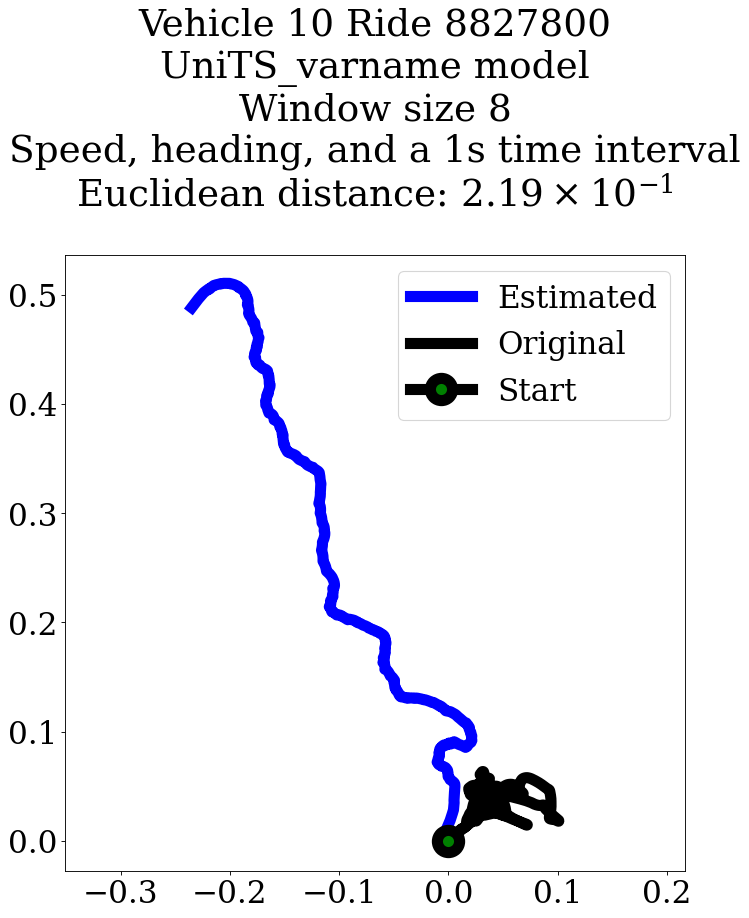 Vehicle 10 Ride 8827800
UniTS_varname model
Window size 8
Speed, heading, and a 1s time interval
Euclidean distance: 2.19 × 10⁻¹
Estimated
Original
Start
0.5
0.4
0.3
0.2
0.1
0.0
−0.3 −0.2 −0.1 0.0 0.1 0.2